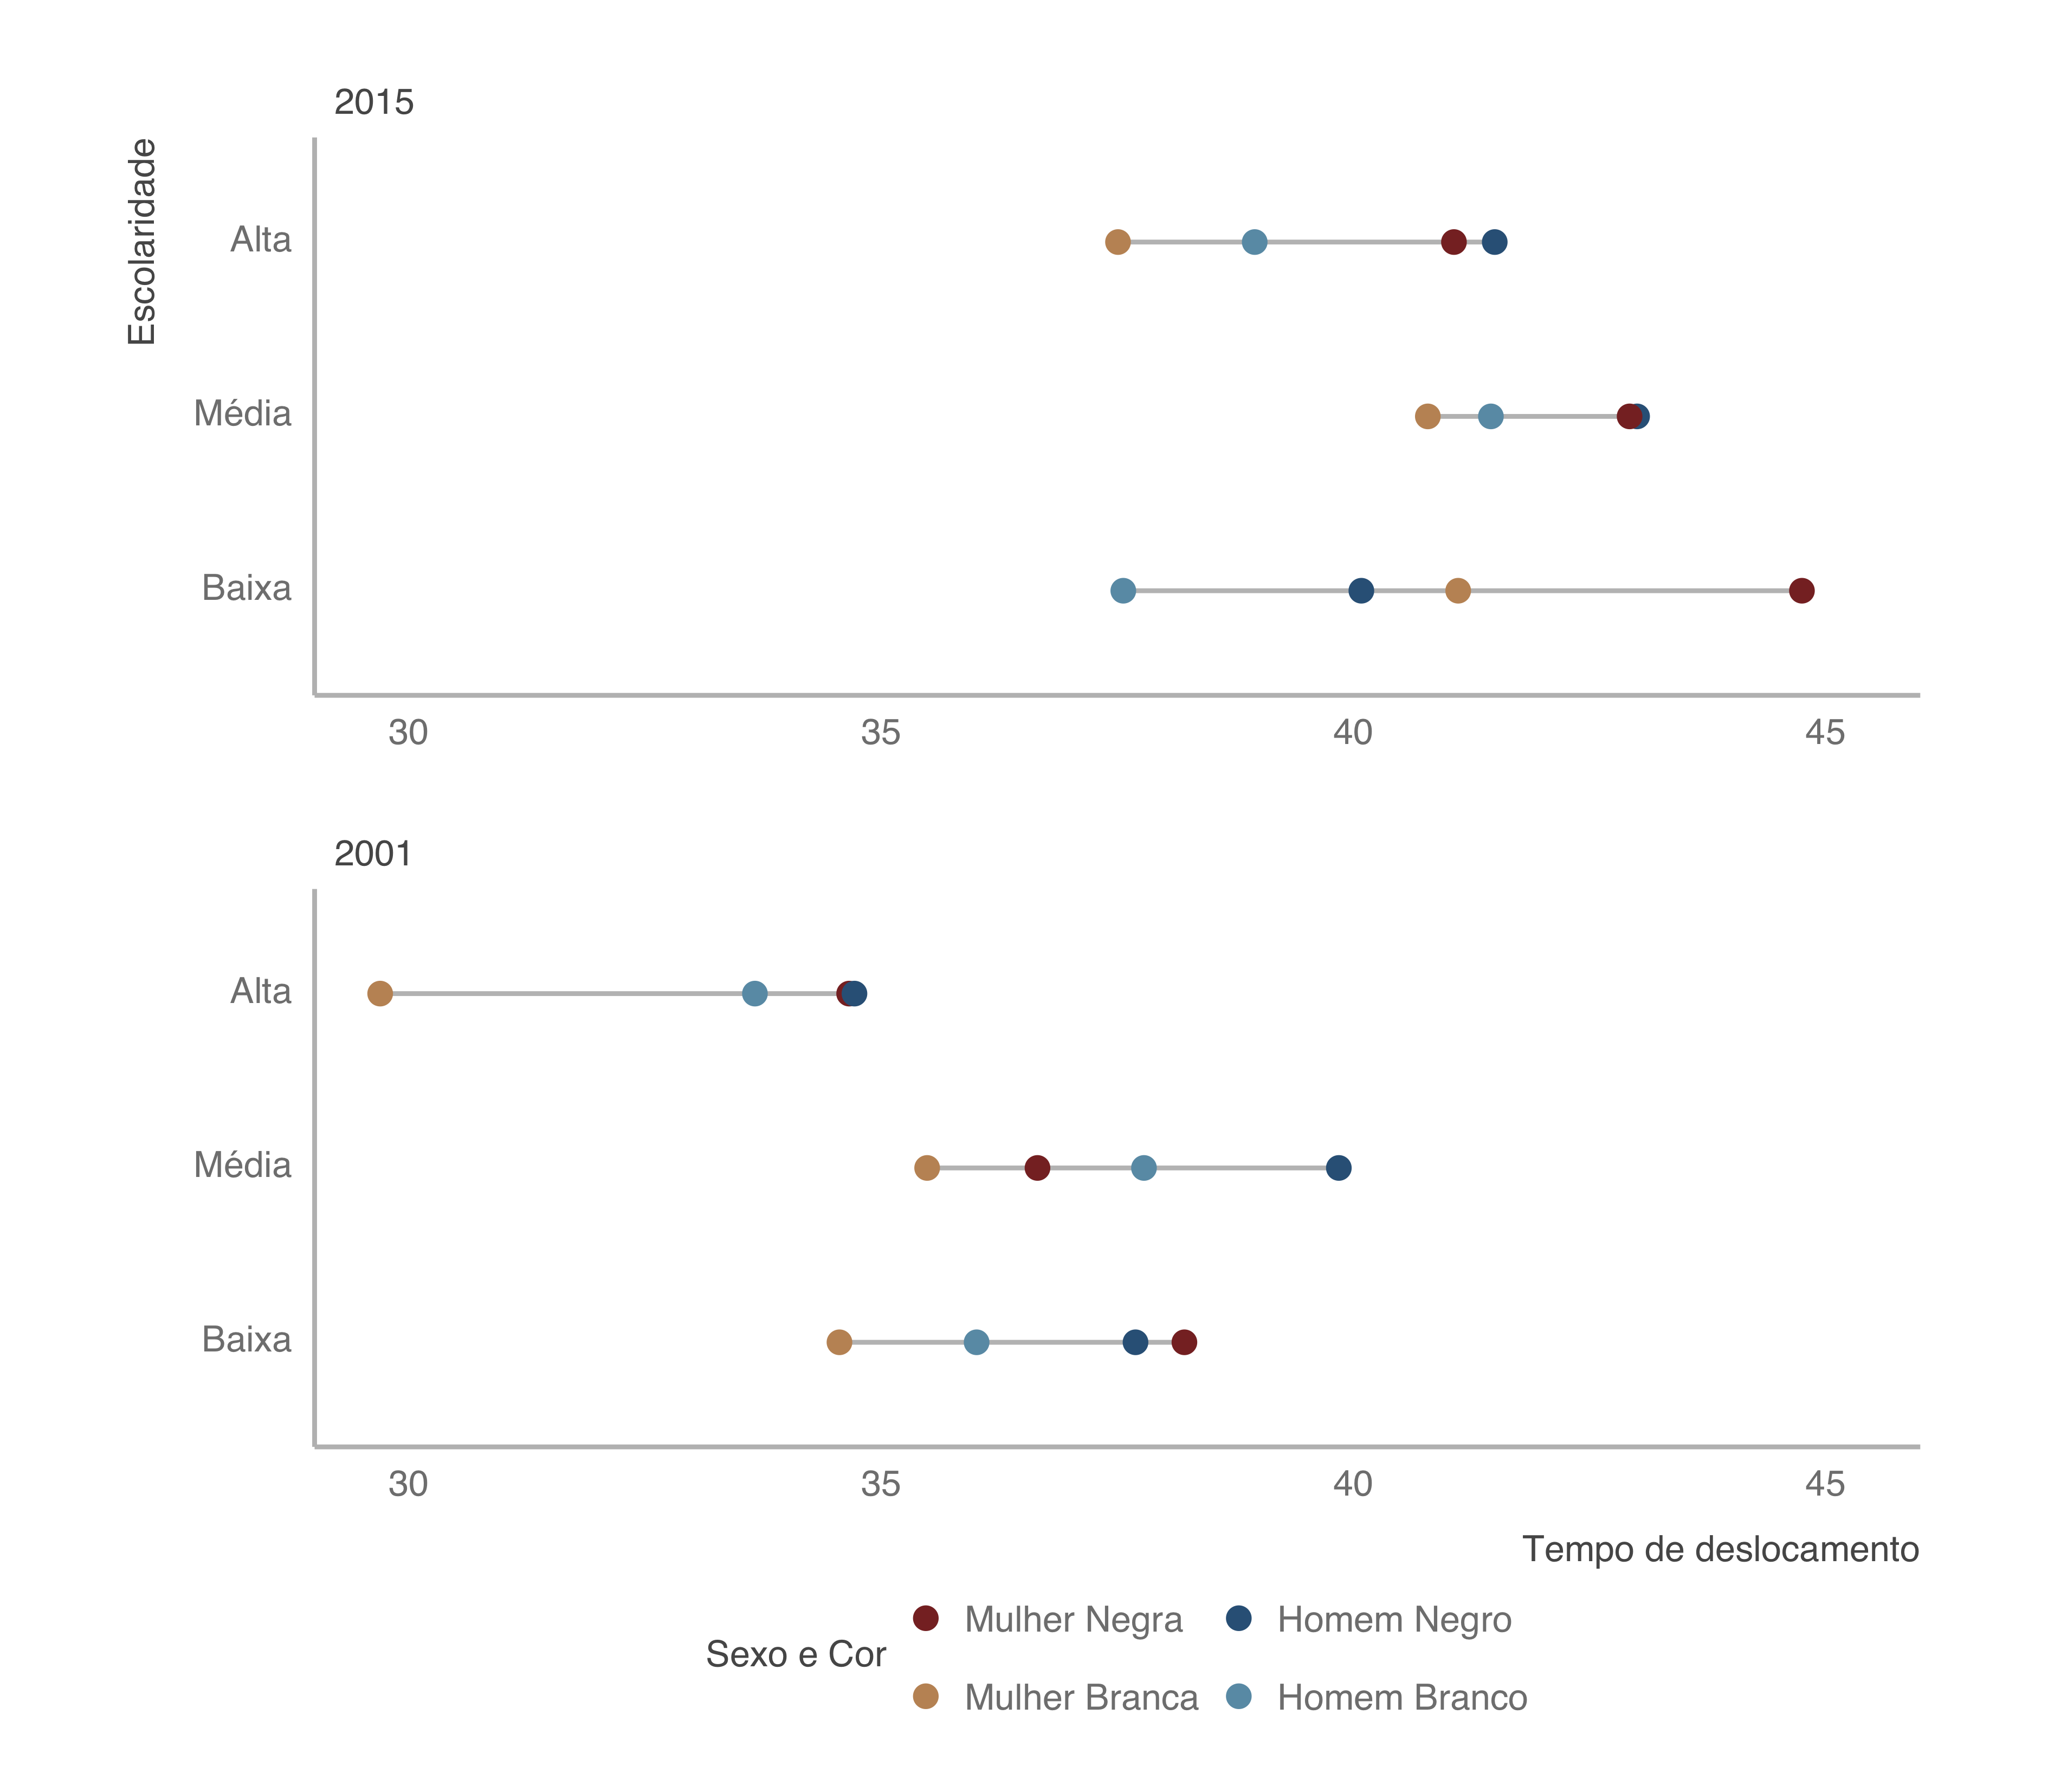 2015
Escolaridade
Alta
Média
Baixa
30 35 40 45
2001
Alta
Média
Baixa
30 35 40 45
Tempo de deslocamento
Sexo e Cor
Mulher Negra Homem Negro
Mulher Branca Homem Branco